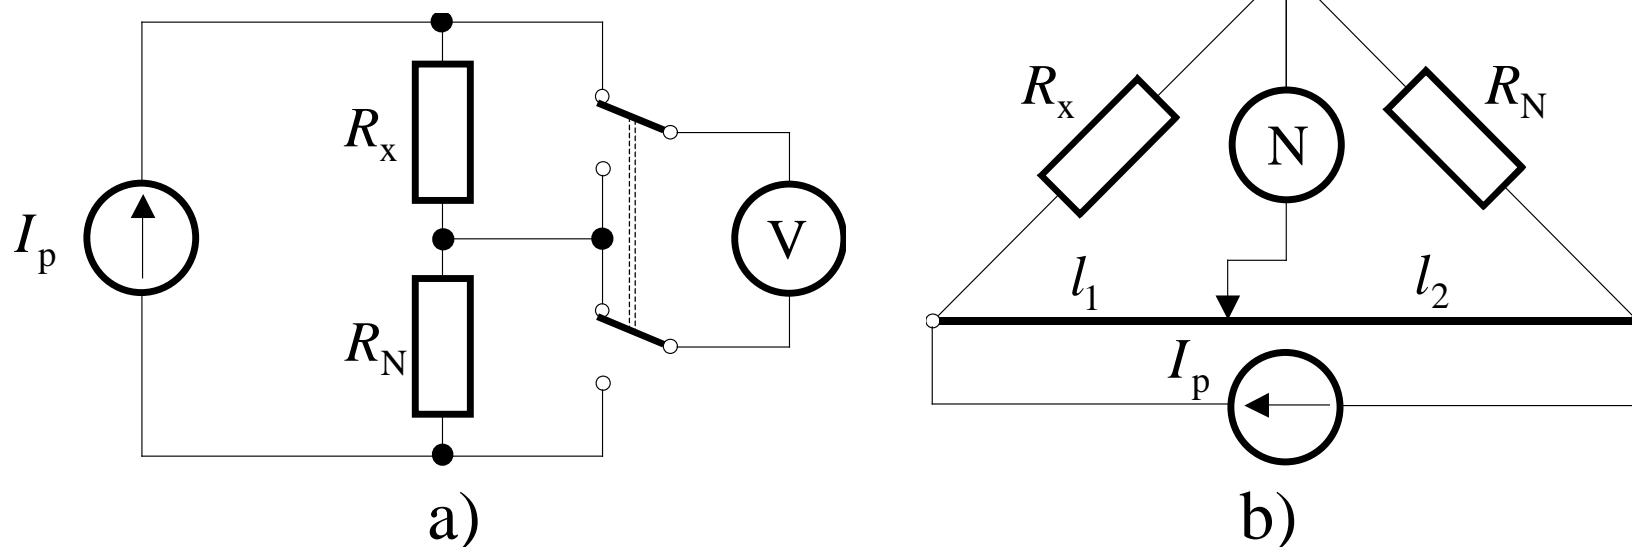 R_x
I_p
V
R_N
a)
R_x
N
R_N
l_1
l_2
I_p
b)